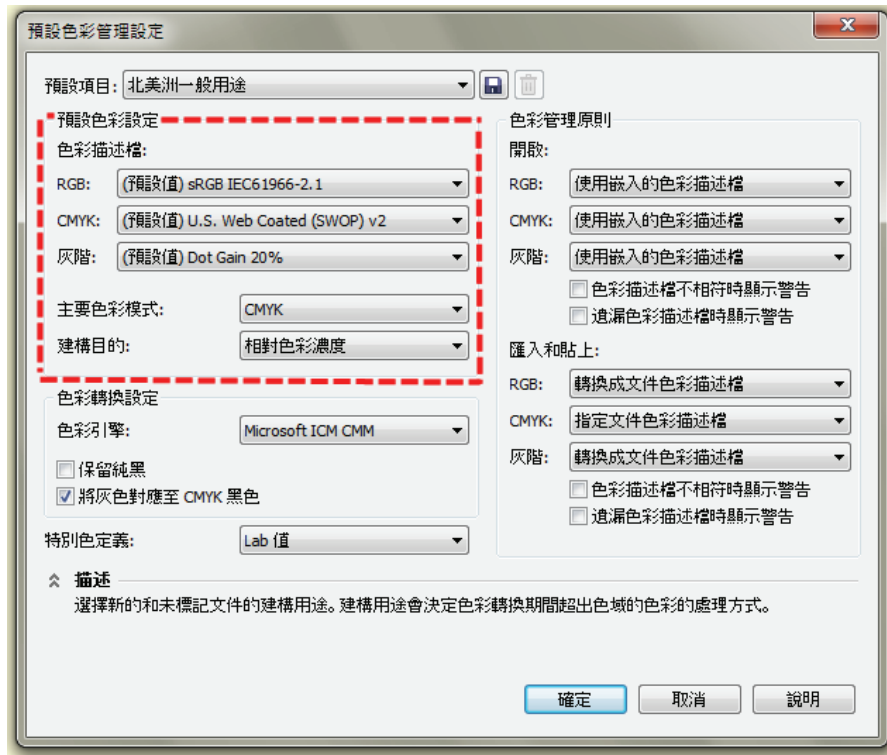 預設色彩管理設定
預設項目: 北美洲一般用途
預設色彩設定
色彩描述檔:
RGB: (預設值) sRGB IEC61966-2.1
CMYK: (預設值) U.S. Web Coated (SWOP) v2
灰階: (預設值) Dot Gain 20%
主要色彩模式: CMYK
建構目的: 相對色彩濃度
色彩轉換設定
色彩引擎: Microsoft ICM CMM
保留純黑
將灰色對應至 CMYK 黑色
特別色定義: Lab 值
色彩管理原則
開啟:
RGB: 使用嵌入的色彩描述檔
CMYK: 使用嵌入的色彩描述檔
灰階: 使用嵌入的色彩描述檔
色彩描述檔不相符時顯示警告
遺漏色彩描述檔時顯示警告
匯入和貼上:
RGB: 轉換成文件色彩描述檔
CMYK: 指定文件色彩描述檔
灰階: 轉換成文件色彩描述檔
色彩描述檔不相符時顯示警告
遺漏色彩描述檔時顯示警告
描述
選擇新的和未標記文件的建構用途。建構用途會決定色彩轉換期間超出色域的色彩的處理方式。
確定 取消 說明